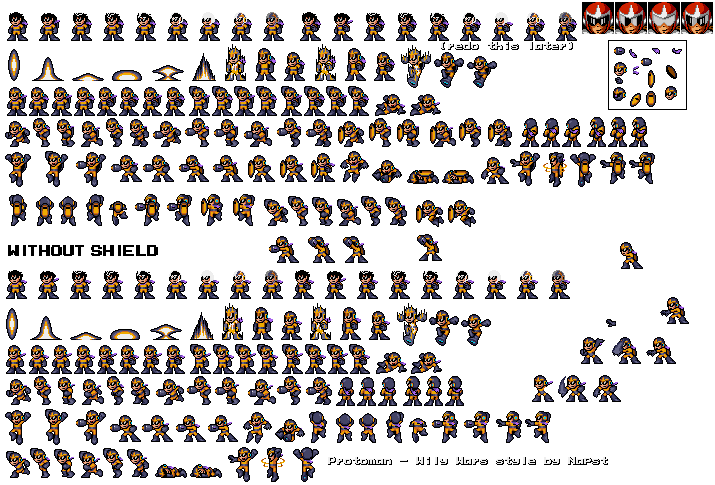 (redo this later)
WITHOUT SHIELD
Protoman - Wily Wars style by NaPst